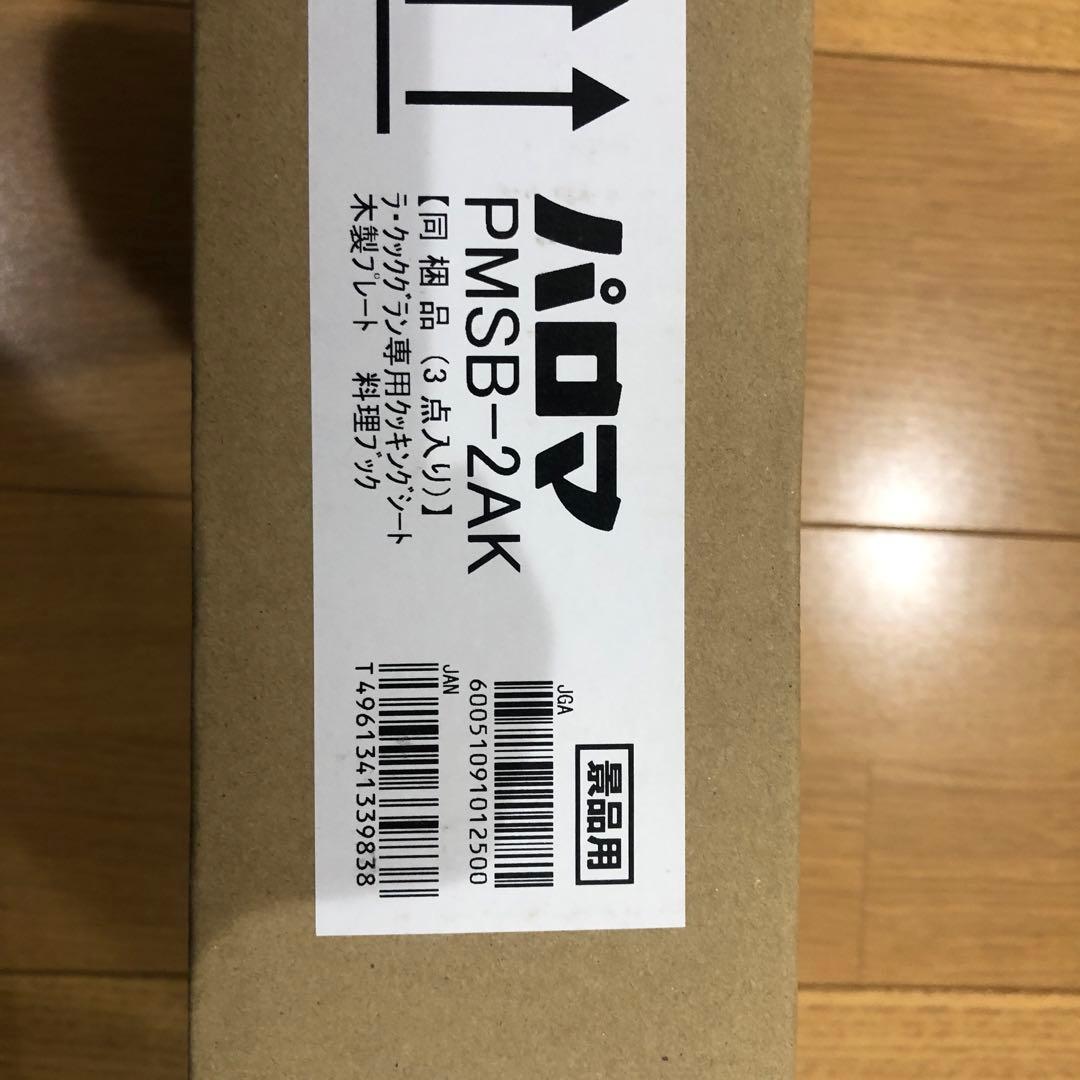 パロマ
PMSB-2AK
【同梱品(3点入り)】
ラ・クックグラン専用クッキングシート
木製プレート 料理ブック
景品用
JGA
60051091012500
JAN
T4961341339838